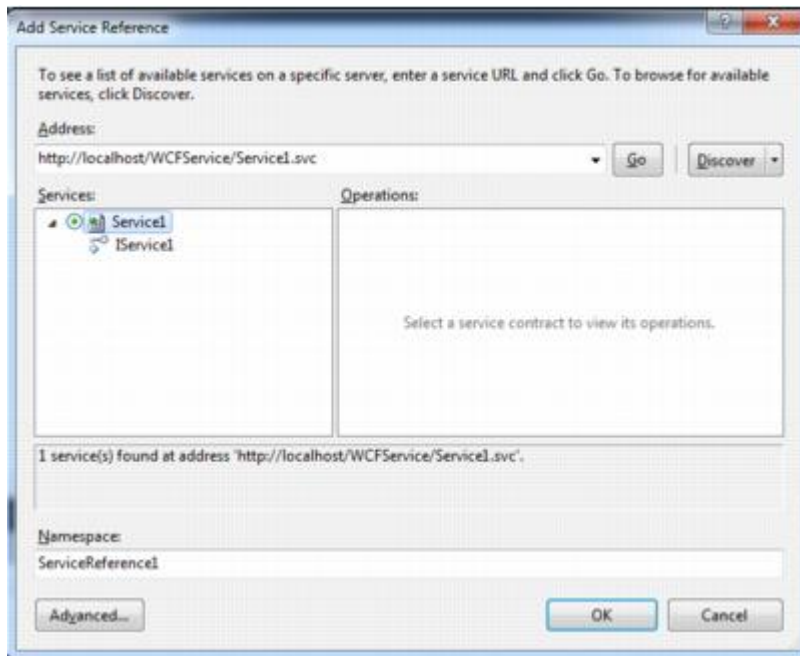 Add Service Reference
To see a list of available services on a specific server, enter a service URL and click Go. To browse for available
services, click Discover.
Address:
http://localhost/WCFService/Service1.svc
Go
Discover
Services:
Operations:
Service1
IService1
Select a service contract to view its operations.
1 service(s) found at address 'http://localhost/WCFService/Service1.svc'.
Namespace:
ServiceReference1
Advanced...
OK
Cancel